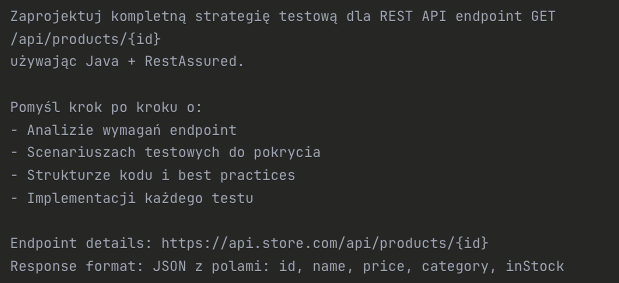 Zaprojektuj kompletną strategię testową dla REST API endpoint GET
/api/products/{id}
używając Java + RestAssured.

Pomyśl krok po kroku o:
- Analizie wymagań endpoint
- Scenariuszach testowych do pokrycia
- Strukturze kodu i best practices
- Implementacji każdego testu

Endpoint details: https://api.store.com/api/products/{id}
Response format: JSON z polami: id, name, price, category, inStock